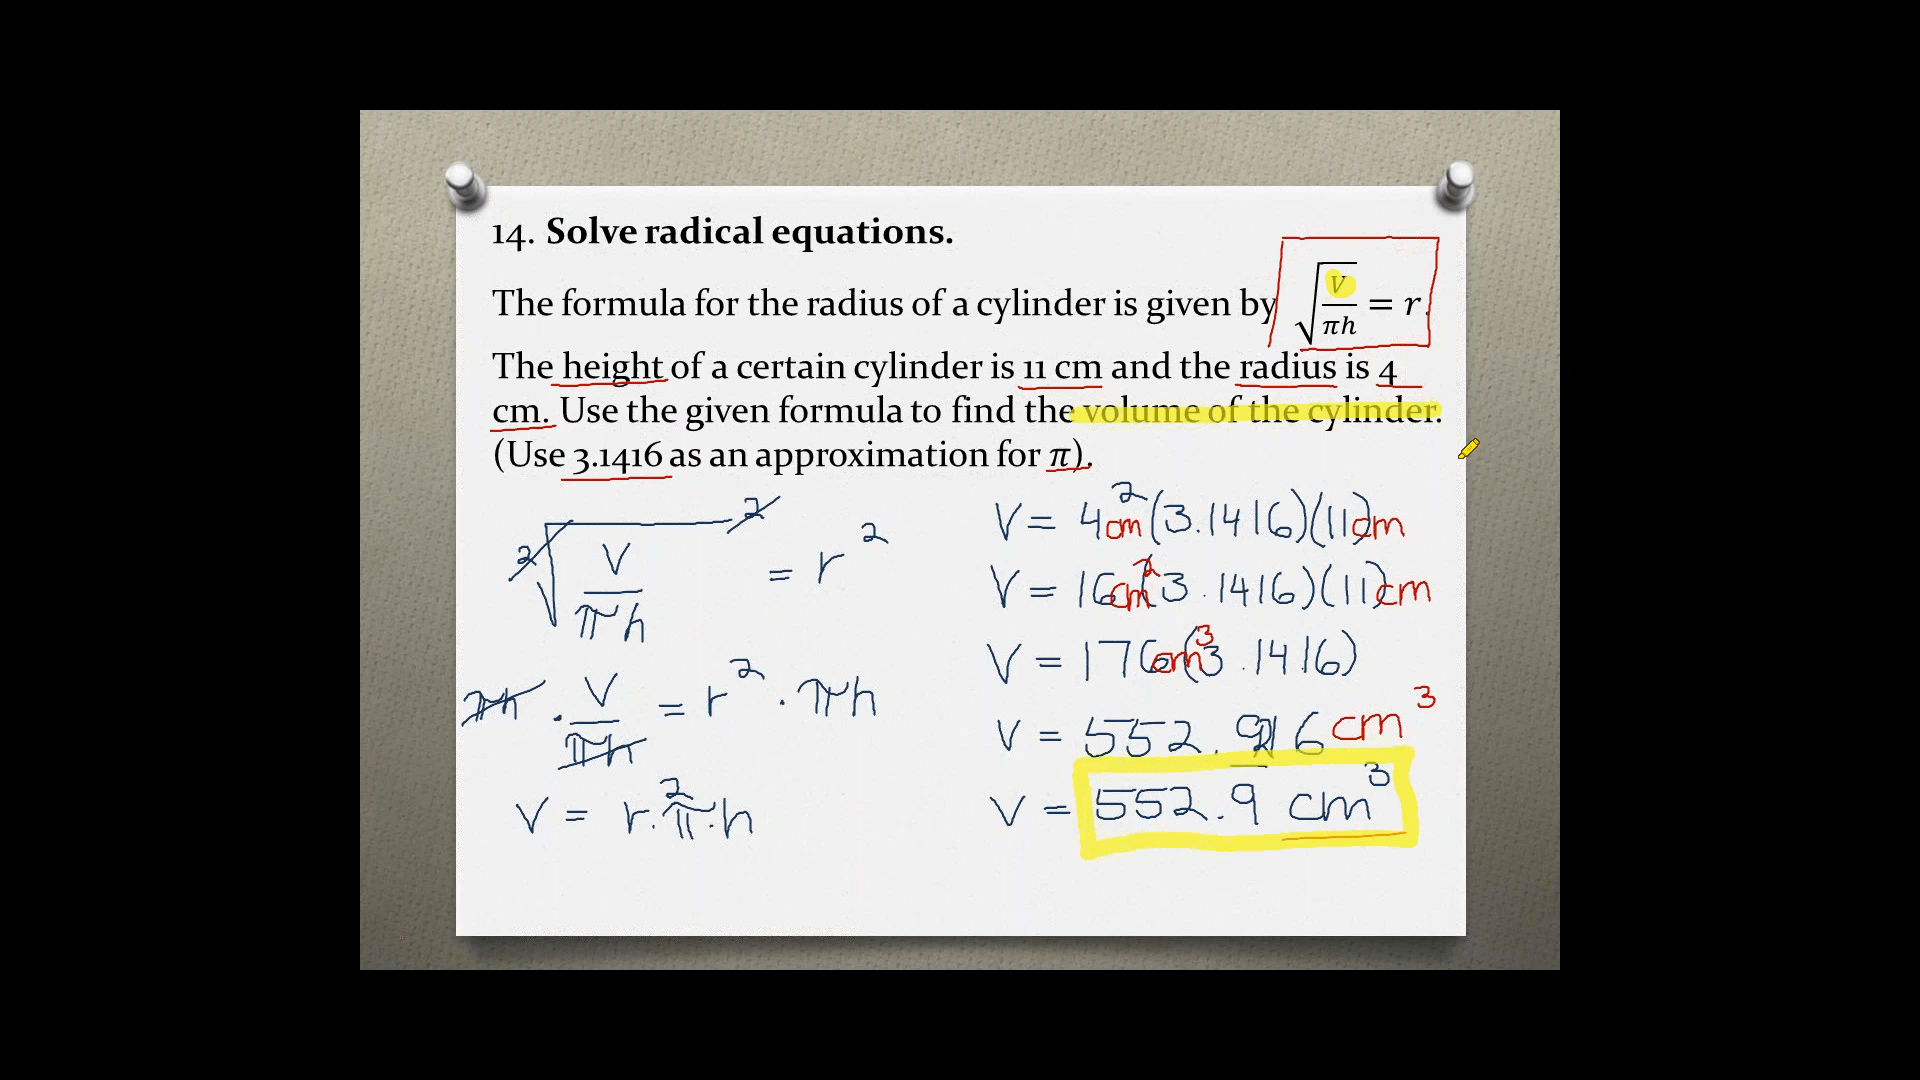 14. Solve radical equations.
The formula for the radius of a cylinder is given by √(V/πh) = r.
The height of a certain cylinder is 11 cm and the radius is 4
cm. Use the given formula to find the volume of the cylinder.
(Use 3.1416 as an approximation for π).
²√(V/πh)² = r²
πh · V/πh = r² · πh
V = r² · π · h
V = 4cm²(3.1416)(11)cm
V = 16cm²(3.1416)(11)cm
V = 176cm³(3.1416)
V = 552.9216cm³
V = 552.9 cm³